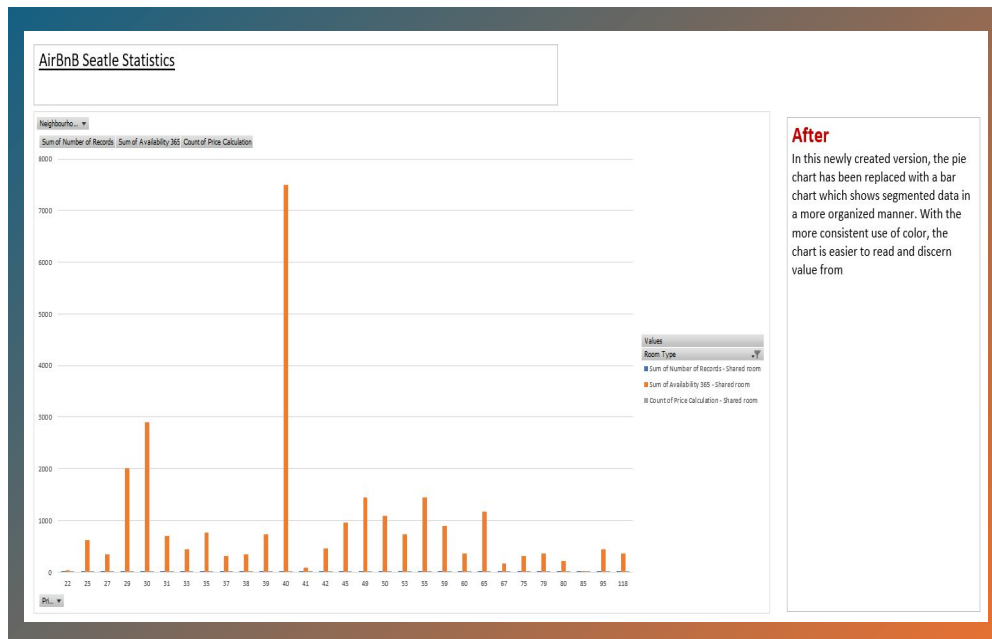 AirBnB Seatle Statistics
Neighbourho...
Sum of Number of Records Sum of Availability 365 Count of Price Calculation
8000
7000
6000
5000
4000
3000
2000
1000
0
22 25 27 29 30 31 33 35 37 38 39 40 41 42 45 49 50 53 55 59 60 65 67 75 79 80 85 95 118
Pri...
Values
Room Type
Sum of Number of Records - Shared room
Sum of Availability 365 - Shared room
Count of Price Calculation - Shared room
After
In this newly created version, the pie
chart has been replaced with a bar
chart which shows segmented data in
a more organized manner. With the
more consistent use of color, the
chart is easier to read and discern
value from